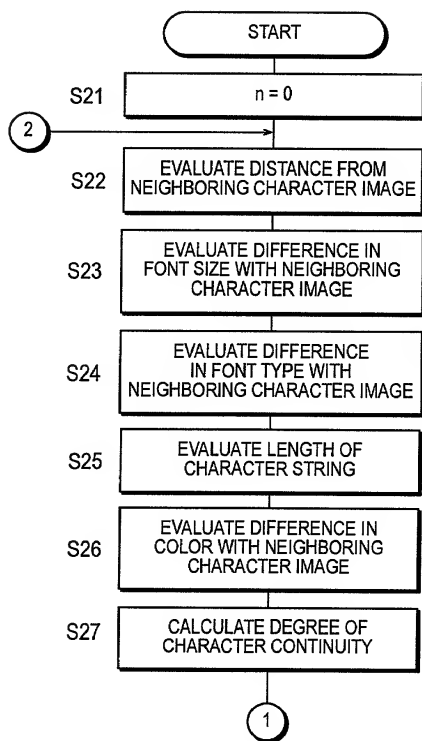 START
S21
n = 0
2
S22
EVALUATE DISTANCE FROM
NEIGHBORING CHARACTER IMAGE
S23
EVALUATE DIFFERENCE IN
FONT SIZE WITH NEIGHBORING
CHARACTER IMAGE
S24
EVALUATE DIFFERENCE
IN FONT TYPE WITH
NEIGHBORING CHARACTER IMAGE
S25
EVALUATE LENGTH OF
CHARACTER STRING
S26
EVALUATE DIFFERENCE IN
COLOR WITH NEIGHBORING
CHARACTER IMAGE
S27
CALCULATE DEGREE OF
CHARACTER CONTINUITY
1